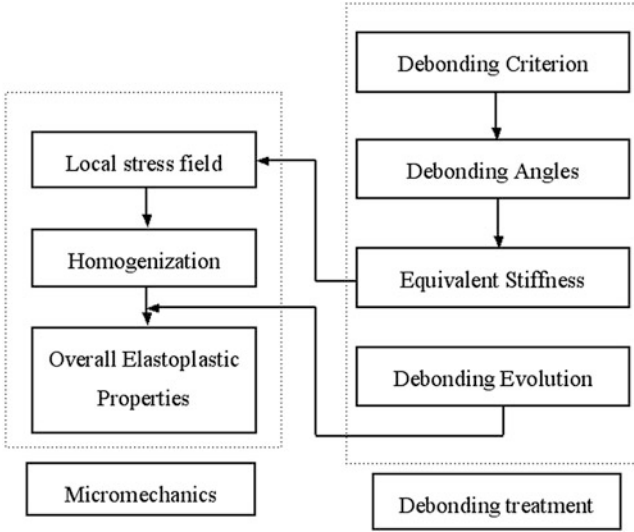 Local stress field
Homogenization
Overall Elastoplastic
Properties
Micromechanics
Debonding Criterion
Debonding Angles
Equivalent Stiffness
Debonding Evolution
Debonding treatment